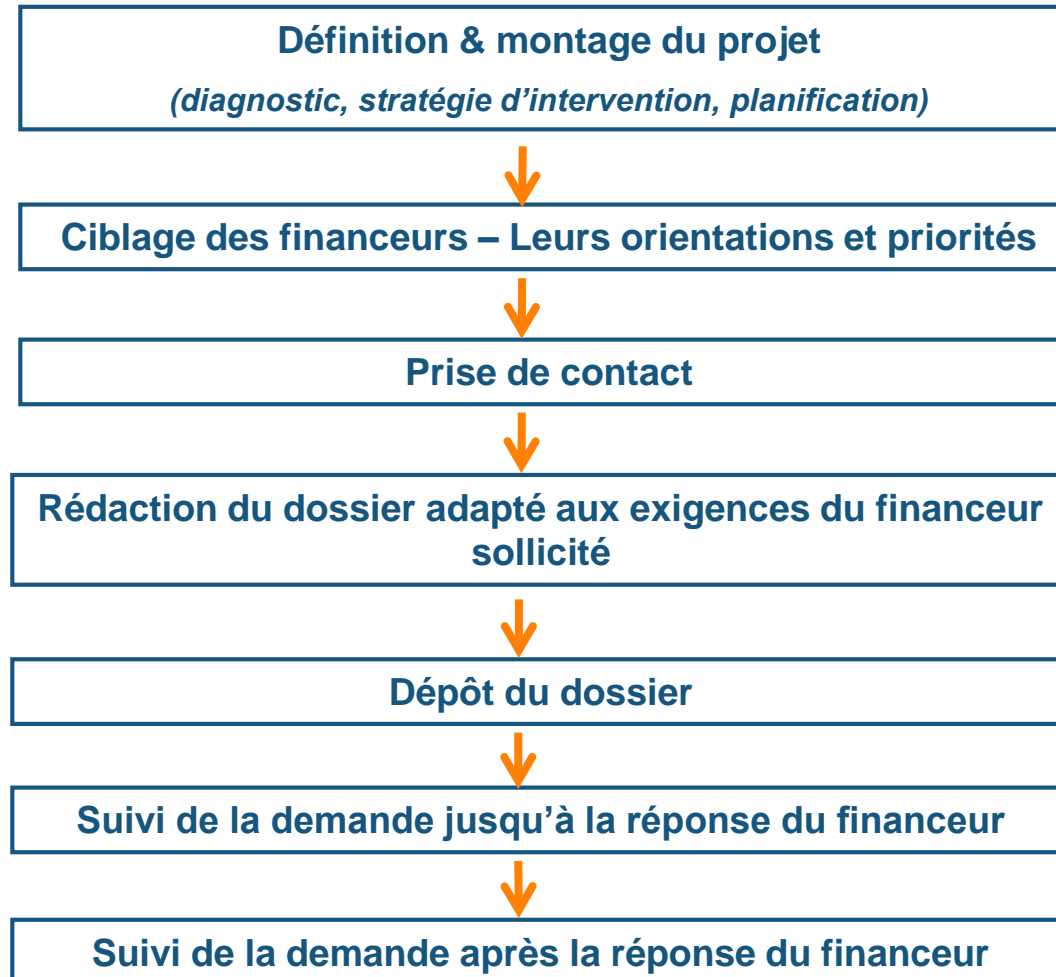 Définition & montage du projet
(diagnostic, stratégie d’intervention, planification)
Ciblage des financeurs – Leurs orientations et priorités
Prise de contact
Rédaction du dossier adapté aux exigences du financeur
sollicité
Dépôt du dossier
Suivi de la demande jusqu’à la réponse du financeur
Suivi de la demande après la réponse du financeur